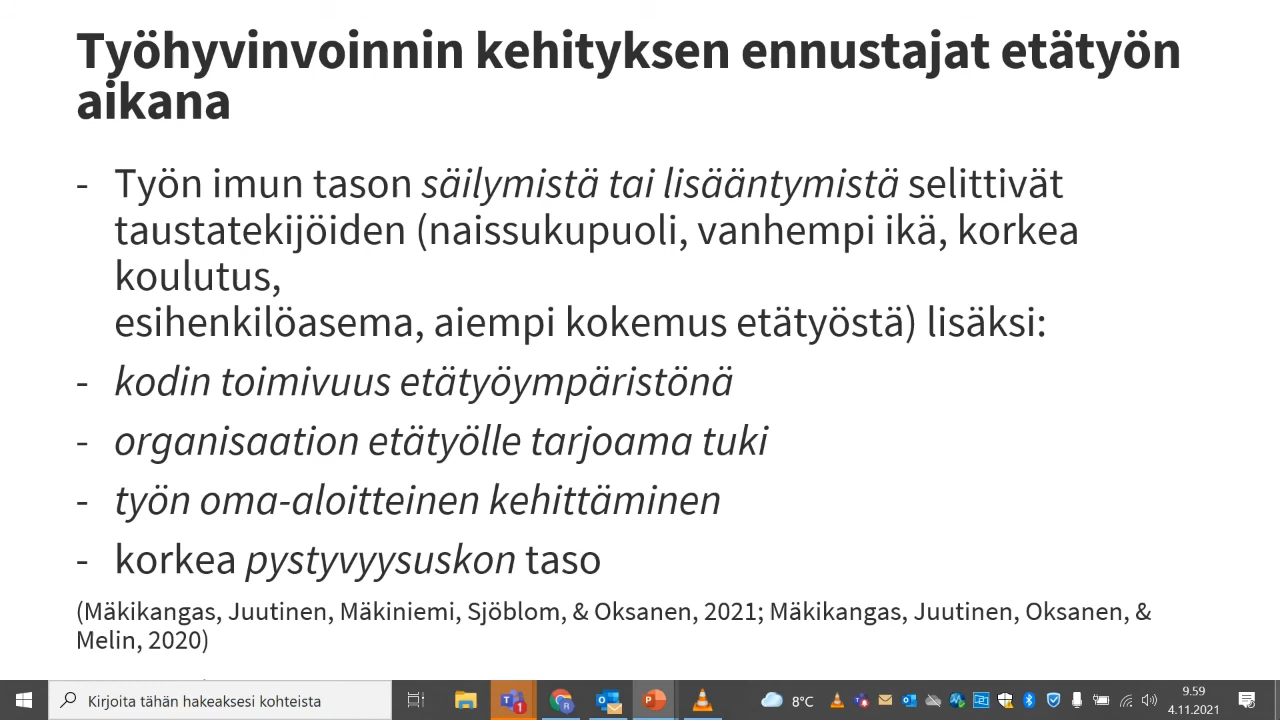 Työhyvinvoinnin kehityksen ennustajat etätyön
aikana
- Työn imun tason säilymistä tai lisääntymistä selittivät
taustatekijöiden (naissukupuoli, vanhempi ikä, korkea
koulutus,
esihenkilöasema, aiempi kokemus etätyöstä) lisäksi:
- kodin toimivuus etätyöympäristönä
- organisaation etätyölle tarjoama tuki
- työn oma-aloitteinen kehittäminen
- korkea pystyvyysuskon taso
(Mäkikangas, Juutinen, Mäkiniemi, Sjöblom, & Oksanen, 2021; Mäkikangas, Juutinen, Oksanen, &
Melin, 2020)
Kirjoita tähän hakeaksesi kohteista
1
R
8°C
9.59
4.11.2021